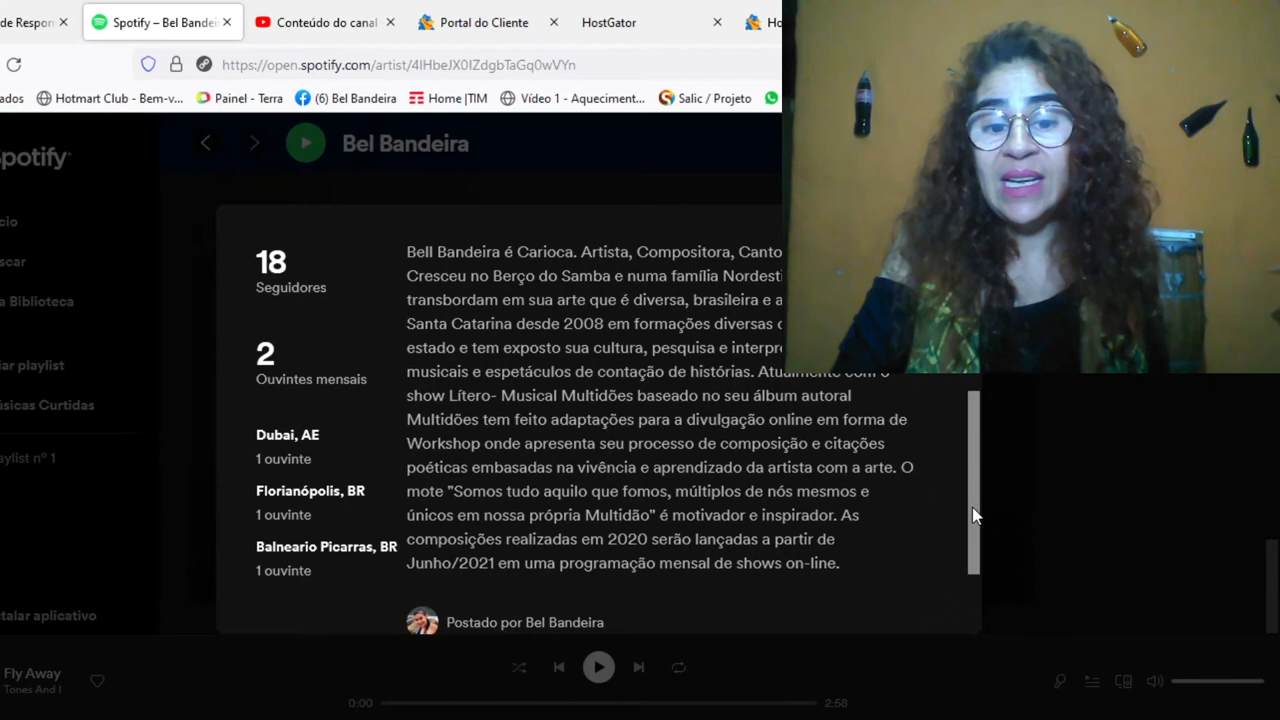 de Respon
Spotify – Bel Bandei
Conteúdo do canal
Portal do Cliente
HostGator
Ho
https://open.spotify.com/artist/4lHbeJX0IZdgbTaGq0wVYn
ados
Hotmart Club - Bem-v...
Painel - Terra
(6) Bel Bandeira
Home |TIM
Vídeo 1 - Aqueciment...
Salic / Projeto
Bel Bandeira
potify
cio
scar
a Biblioteca
iar playlist
úsicas Curtidas
aylist nº 1
talar aplicativo
18
Seguidores
2
Ouvintes mensais
Dubai, AE
1 ouvinte
Florianópolis, BR
1 ouvinte
Balneario Picarras, BR
1 ouvinte
Bell Bandeira é Carioca. Artista, Compositora, Canto
Cresceu no Berço do Samba e numa família Nordesti
transbordam em sua arte que é diversa, brasileira e a
Santa Catarina desde 2008 em formações diversas
estado e tem exposto sua cultura, pesquisa e interpre
musicais e espetáculos de contação de histórias. Atualmente com o
show Lítero- Musical Multidões baseado no seu álbum autoral
Multidões tem feito adaptações para a divulgação online em forma de
Workshop onde apresenta seu processo de composição e citações
poéticas embasadas na vivência e aprendizado da artista com a arte. O
mote "Somos tudo aquilo que fomos, múltiplos de nós mesmos e
únicos em nossa própria Multidão" é motivador e inspirador. As
composições realizadas em 2020 serão lançadas a partir de
Junho/2021 em uma programação mensal de shows on-line.
Postado por Bel Bandeira
Fly Away
Tones And I
0:00
2:58